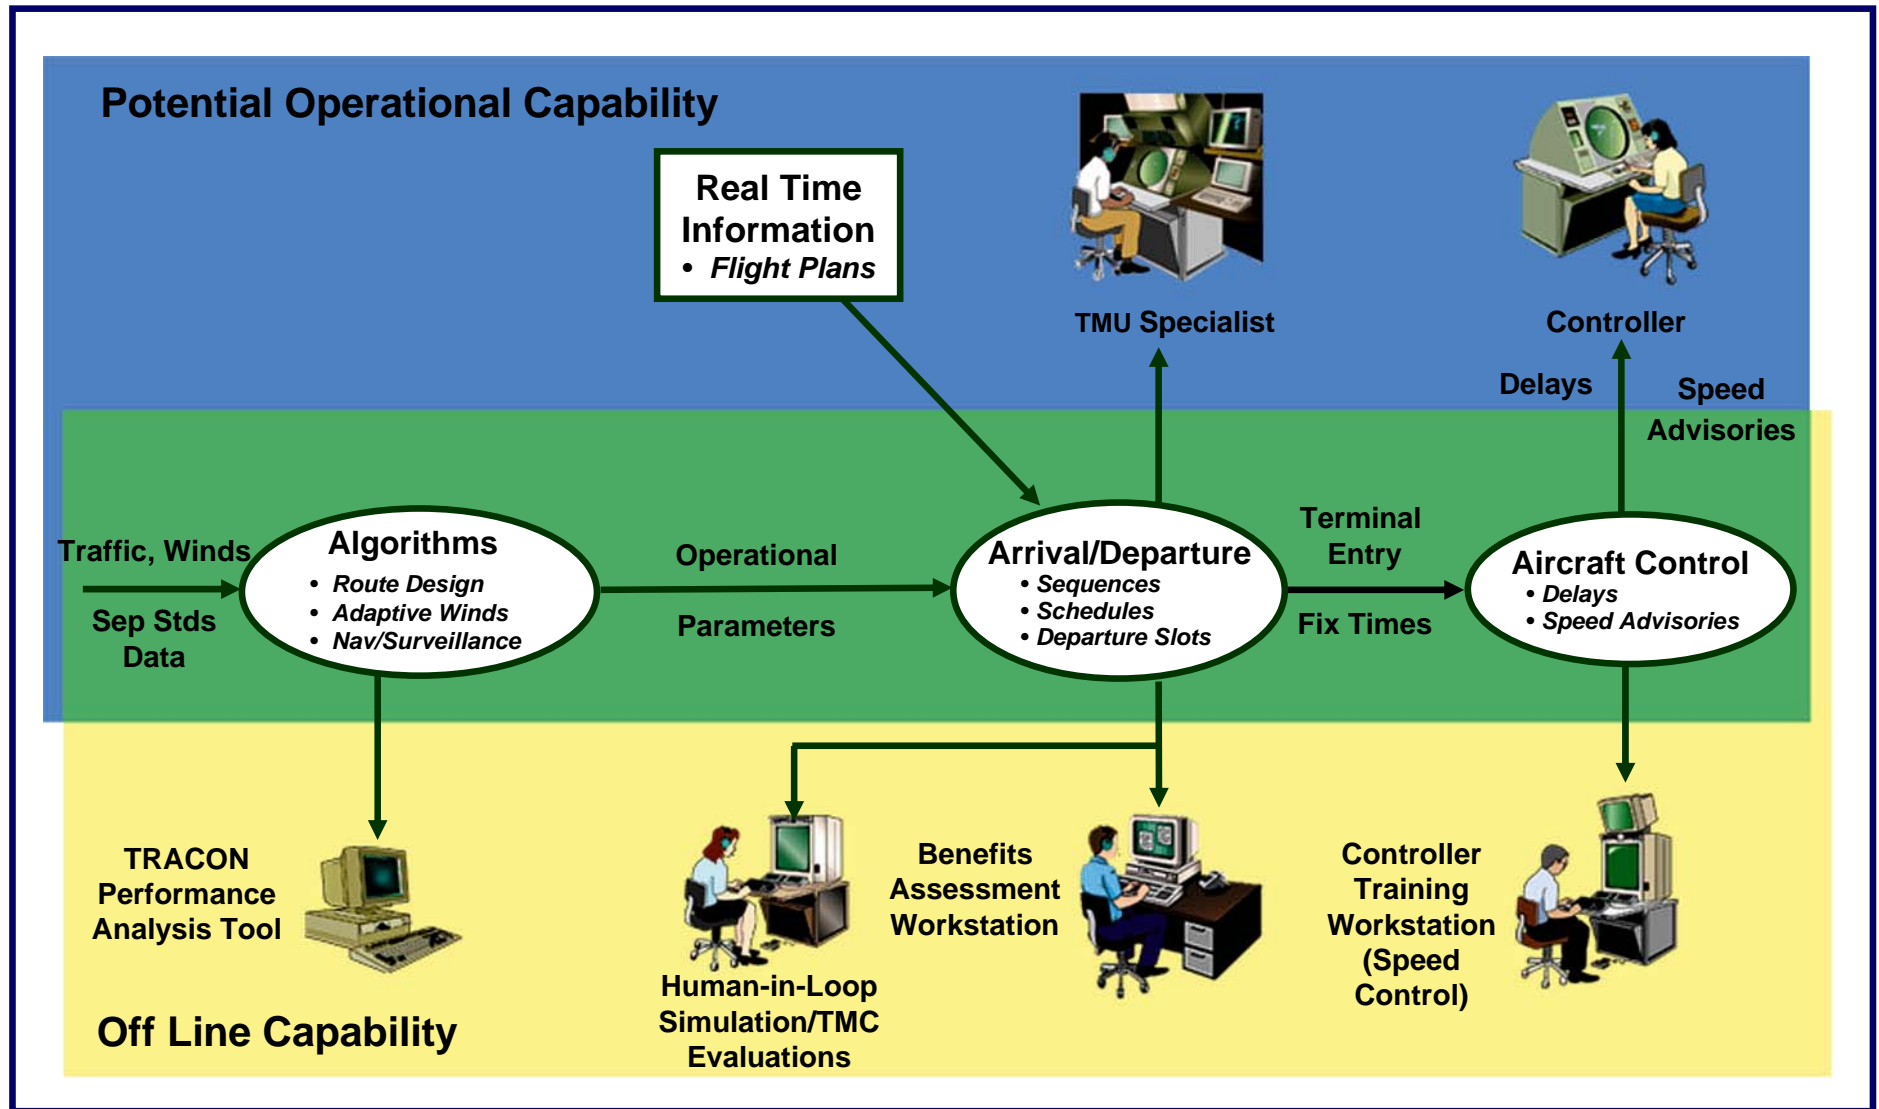 Potential Operational Capability
Real Time
Information
• Flight Plans
TMU Specialist
Controller
Delays
Speed
Advisories
Traffic, Winds
Sep Stds
Data
Algorithms
• Route Design
• Adaptive Winds
• Nav/Surveillance
Operational
Parameters
Arrival/Departure
• Sequences
• Schedules
• Departure Slots
Terminal
Entry
Fix Times
Aircraft Control
• Delays
• Speed Advisories
TRACON
Performance
Analysis Tool
Human-in-Loop
Simulation/TMC
Evaluations
Benefits
Assessment
Workstation
Controller
Training
Workstation
(Speed
Control)
Off Line Capability